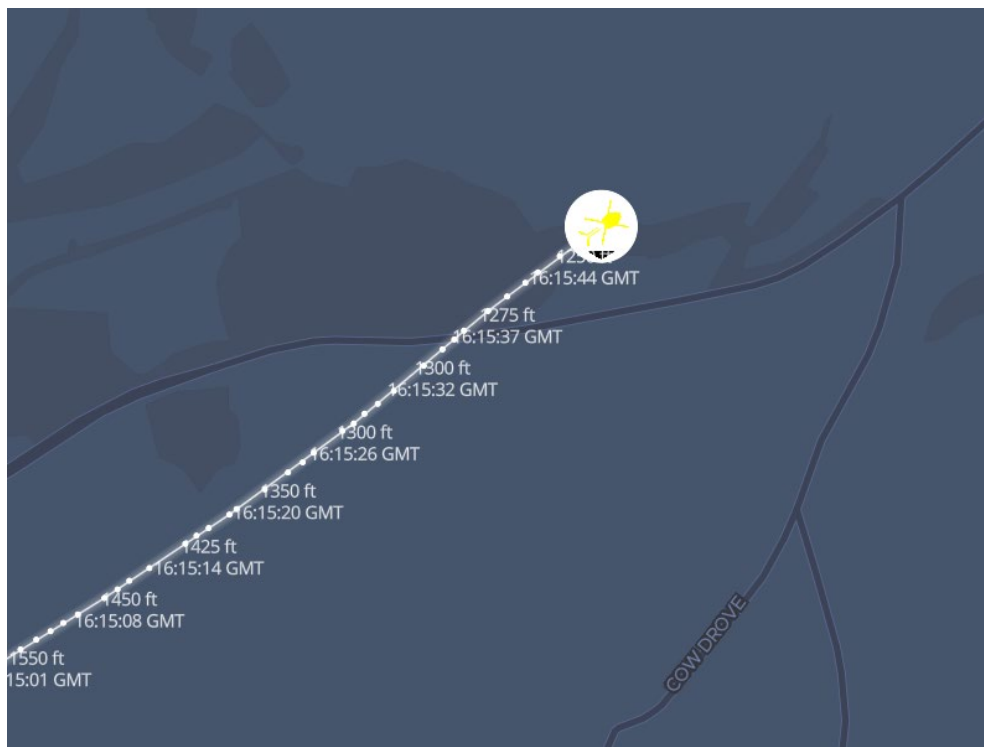 16:15:44 GMT
1275 ft
16:15:37 GMT
1300 ft
16:15:32 GMT
1300 ft
16:15:26 GMT
1350 ft
16:15:20 GMT
1425 ft
16:15:14 GMT
1450 ft
16:15:08 GMT
1550 ft
15:01 GMT
COW DROVE